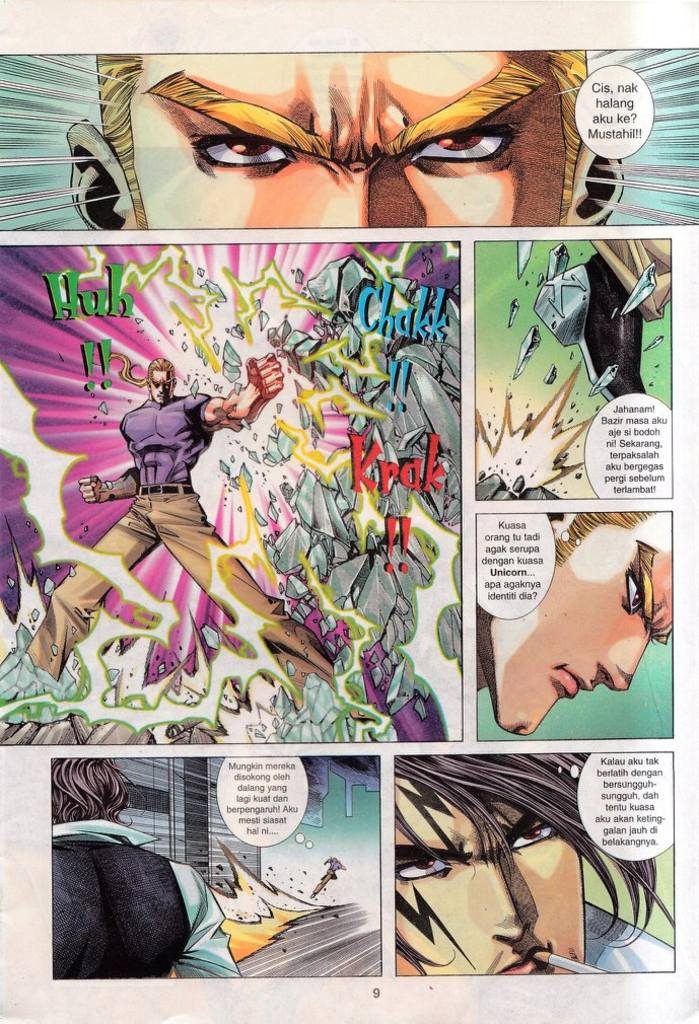 Cis, nak
halang
aku ke?
Mustahil!!
Huh
!!
Chakk
!!
Krak
!!
Jahanam!
Bazir masa aku
aje si bodoh
ni! Sekarang,
terpaksalah
aku bergegas
pergi sebelum
terlambat!
Kuasa
orang tu tadi
agak serupa
dengan kuasa
Unicorn...
apa agaknya
identiti dia?
Mungkin mereka
disokong oleh
dalang yang
lagi kuat dan
berpengaruh! Aku
mesti siasat
hal ni....
Kalau aku tak
berlatih dengan
bersungguh-
sungguh, dah
tentu kuasa
aku akan keting-
galan jauh di
belakangnya.
9